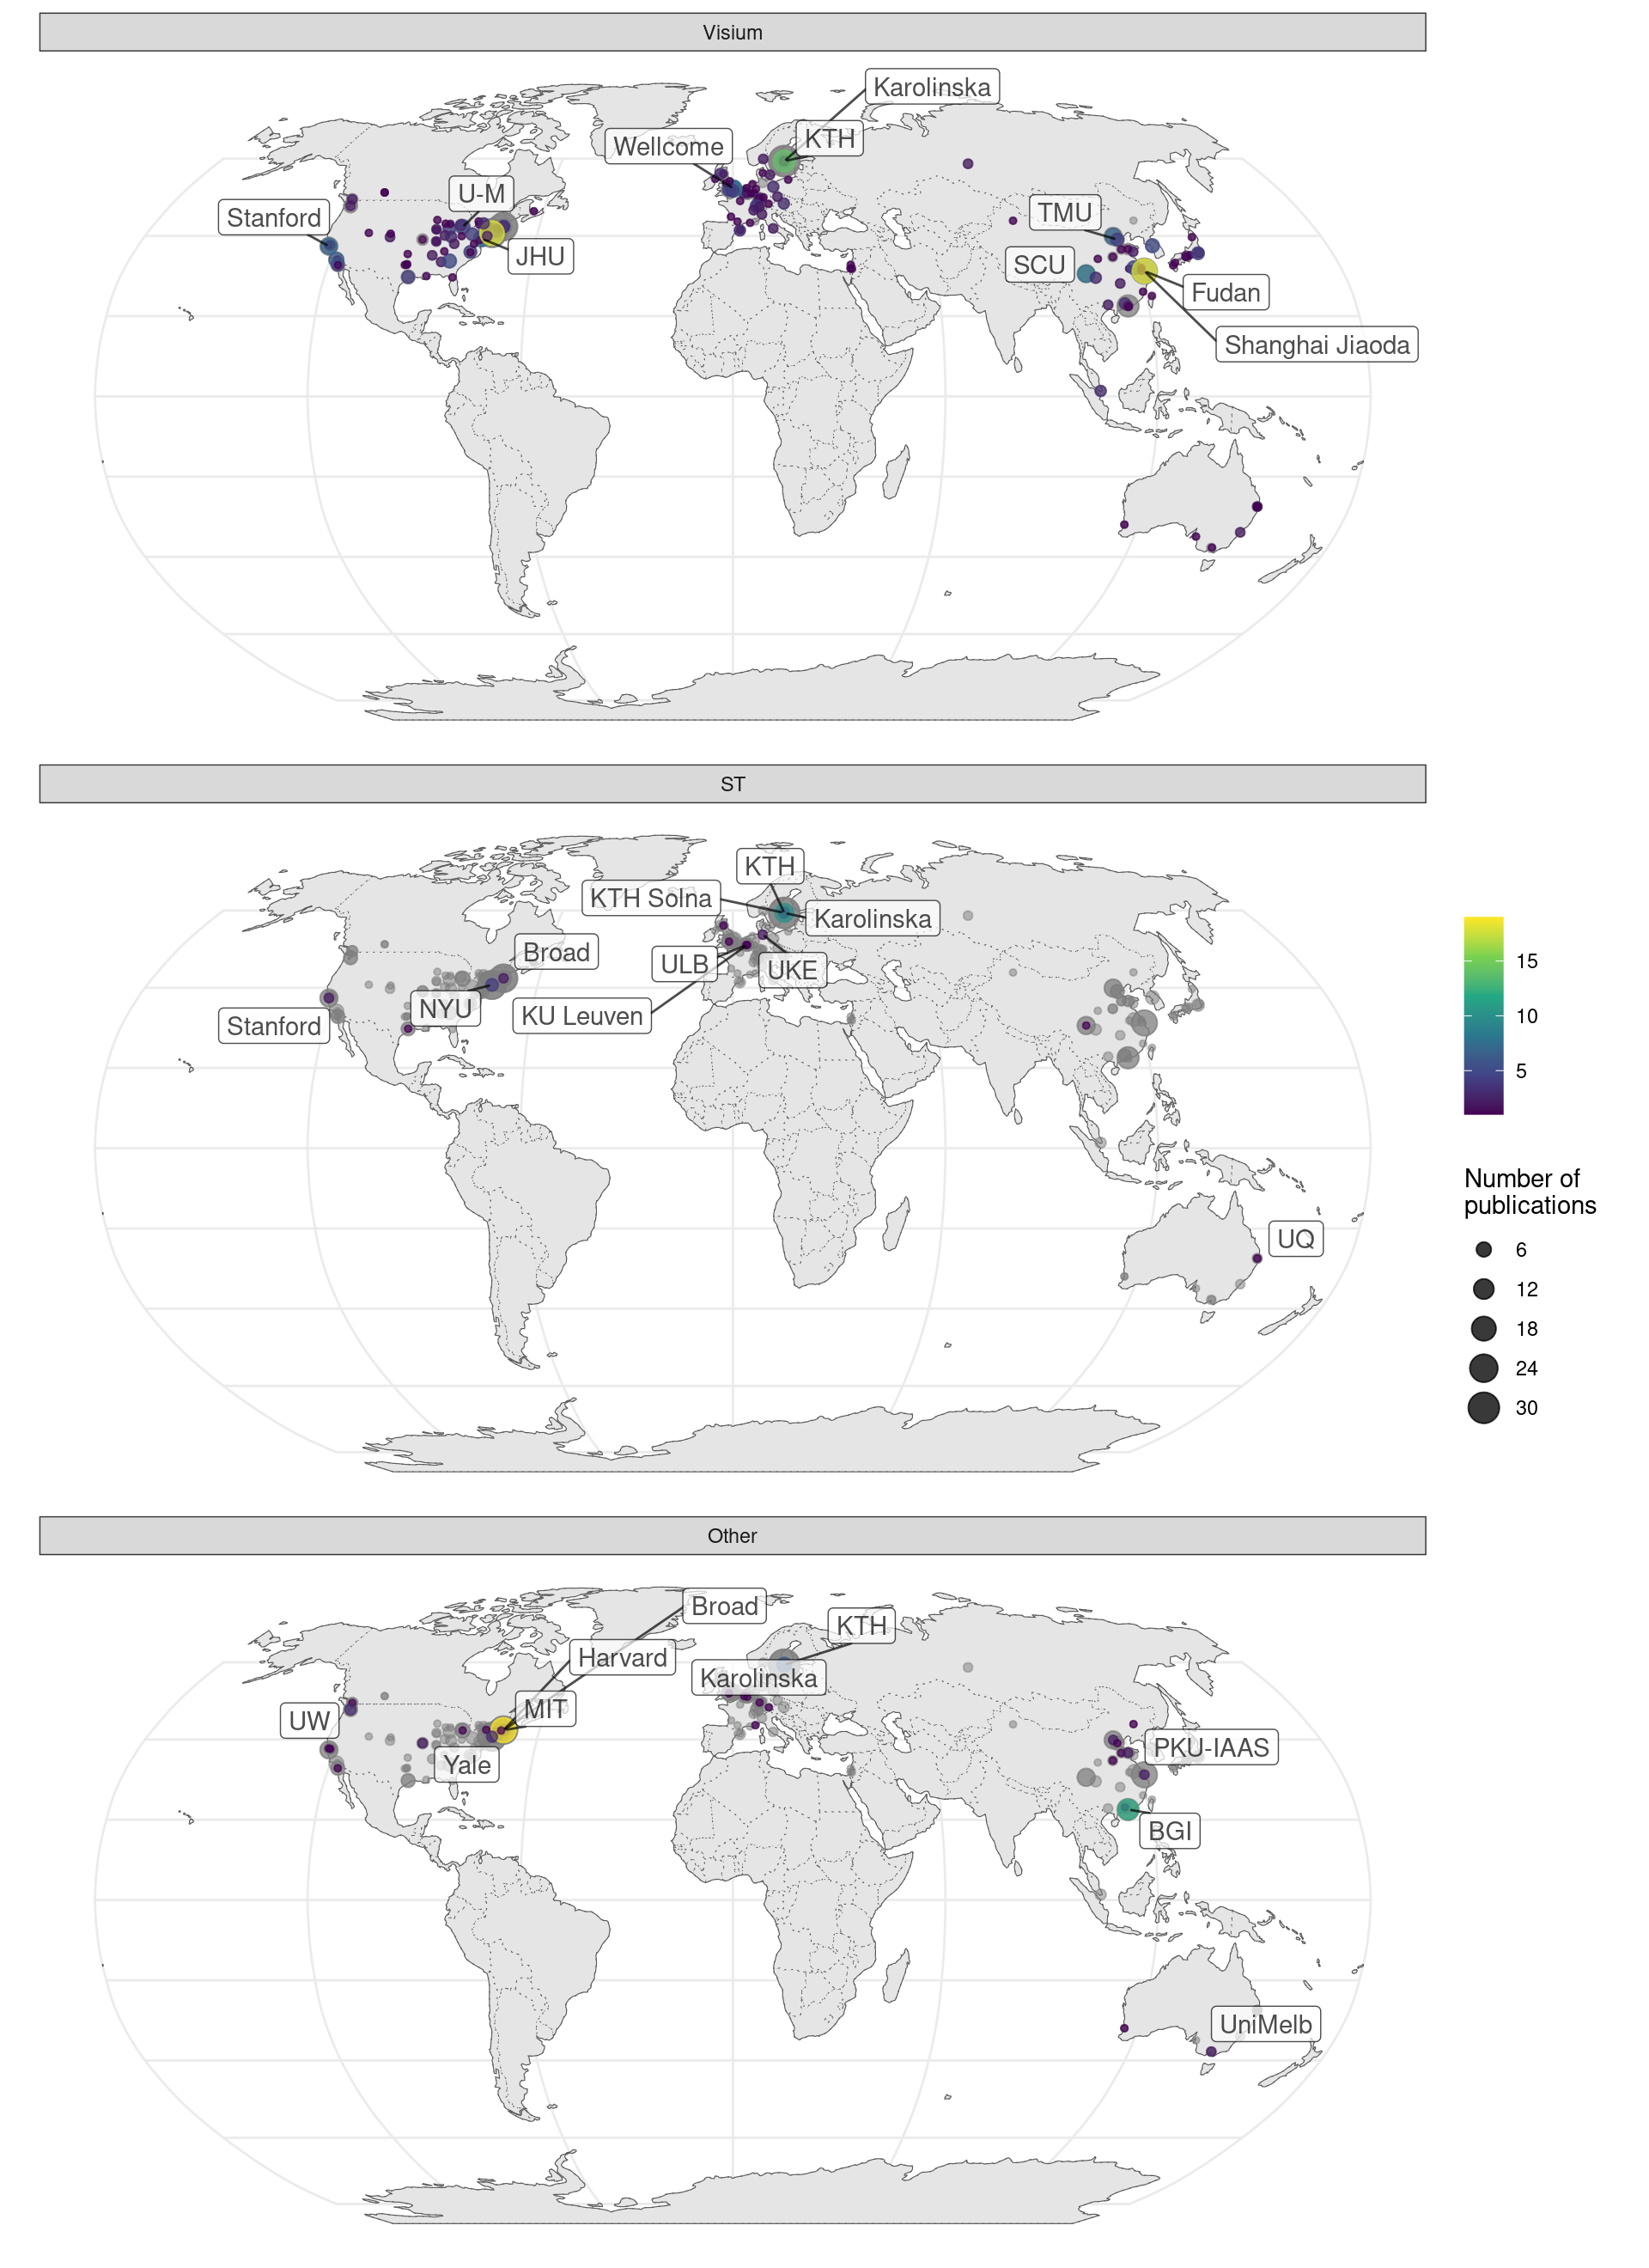 Visium
Karolinska
KTH
Wellcome
U-M
Stanford
JHU
TMU
SCU
Fudan
Shanghai Jiaoda
ST
KTH
KTH Solna
Karolinska
Broad
ULB
UKE
NYU
KU Leuven
Stanford
UQ
15
10
5
Number of
publications
6
12
18
24
30
Other
Broad
KTH
Harvard
Karolinska
MIT
UW
Yale
PKU-IAAS
BGI
UniMelb